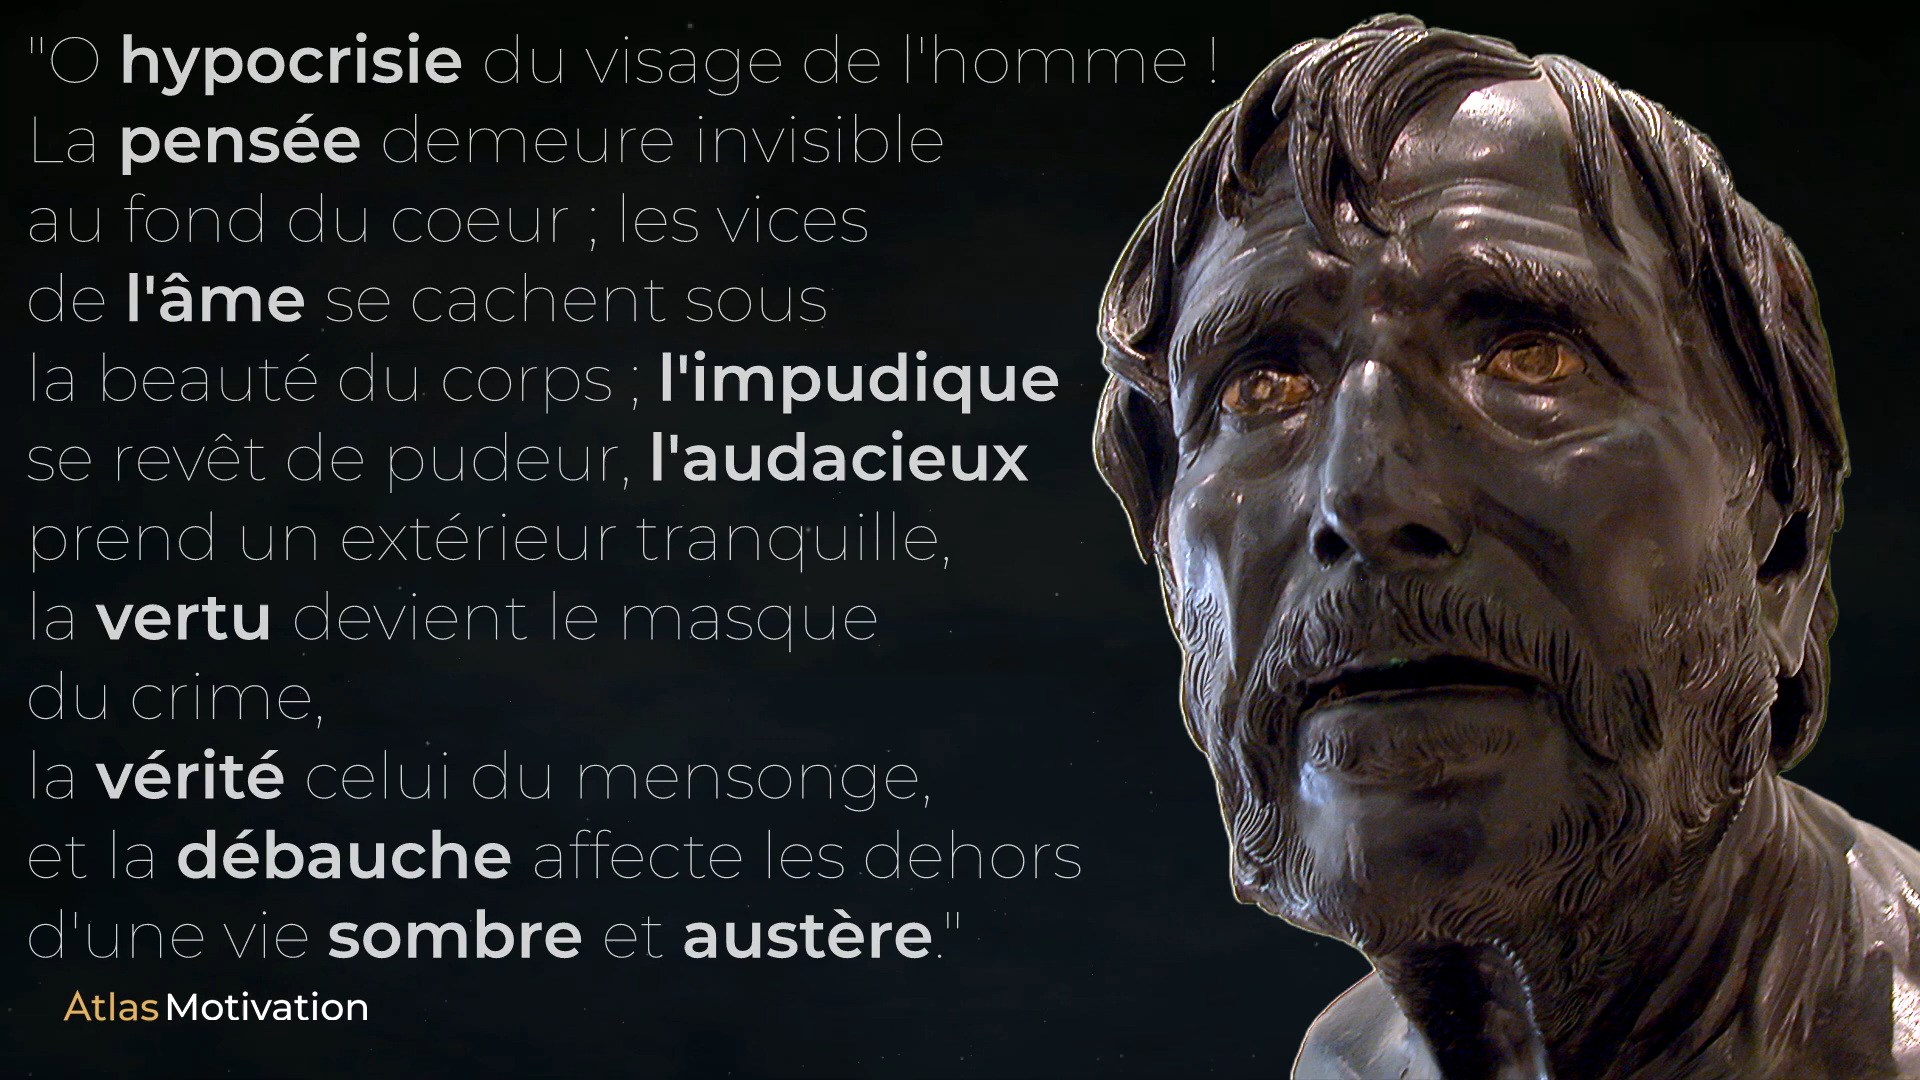 "O hypocrisie du visage de l'homme !
La pensée demeure invisible
au fond du coeur ; les vices
de l'âme se cachent sous
la beauté du corps ; l'impudique
se revêt de pudeur, l'audacieux
prend un extérieur tranquille,
la vertu devient le masque
du crime,
la vérité celui du mensonge,
et la débauche affecte les dehors
d'une vie sombre et austère."
Atlas Motivation